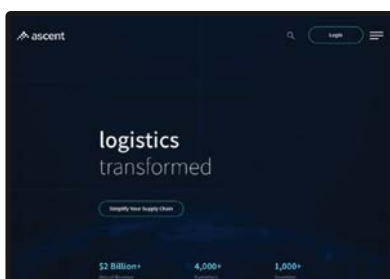 ascent
Login
logistics
transformed
Simplify Your Supply Chain
$2 Billion+
4,000+
1,000+